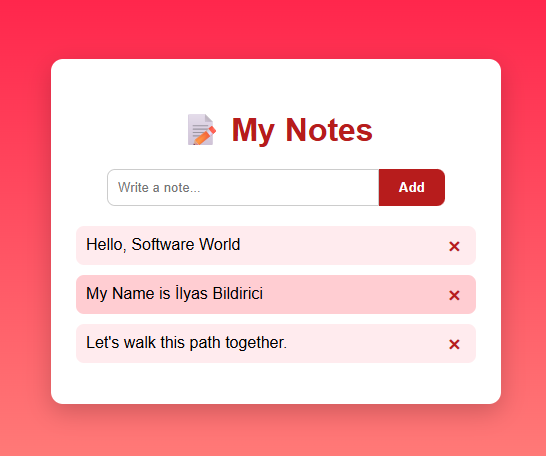 📝 My Notes
Write a note...
Add
Hello, Software World
×
My Name is İlyas Bildirici
×
Let's walk this path together.
×